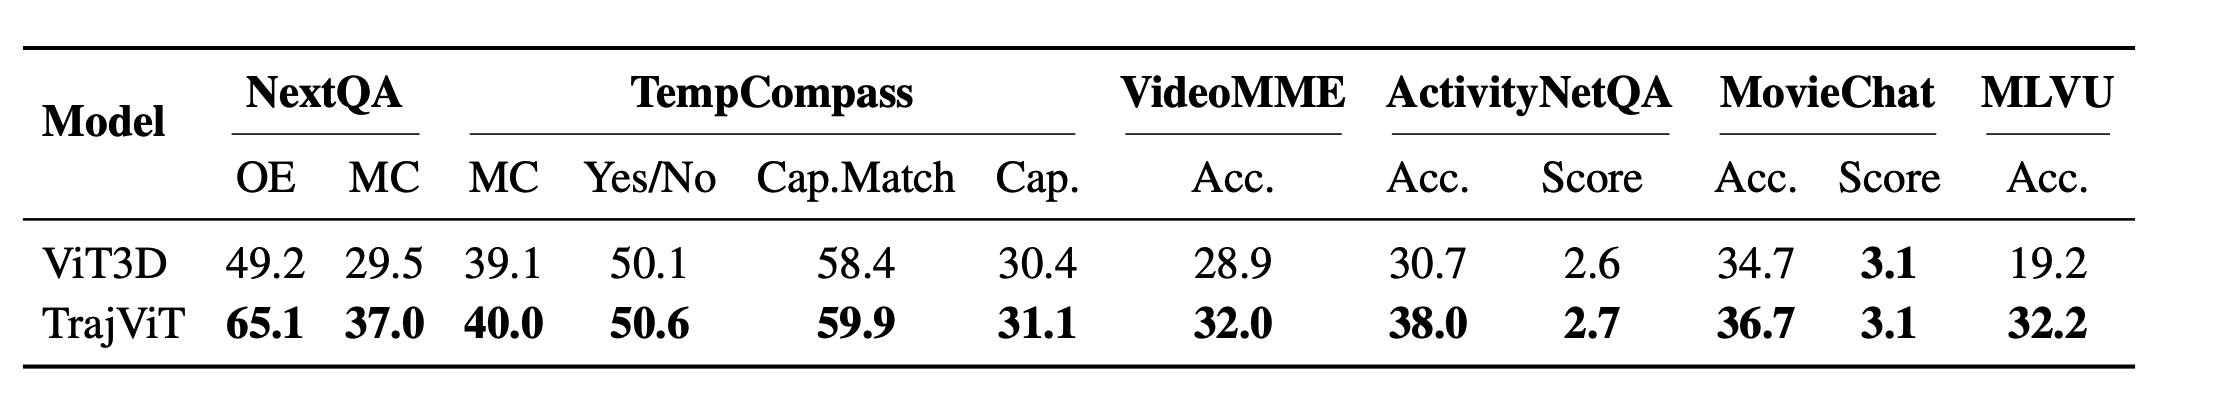 Model NextQA TempCompass VideoMME ActivityNetQA MovieChat MLVU
OE MC MC Yes/No Cap.Match Cap. Acc. Acc. Score Acc. Score Acc.
ViT3D 49.2 29.5 39.1 50.1 58.4 30.4 28.9 30.7 2.6 34.7 3.1 19.2
TrajViT 65.1 37.0 40.0 50.6 59.9 31.1 32.0 38.0 2.7 36.7 3.1 32.2